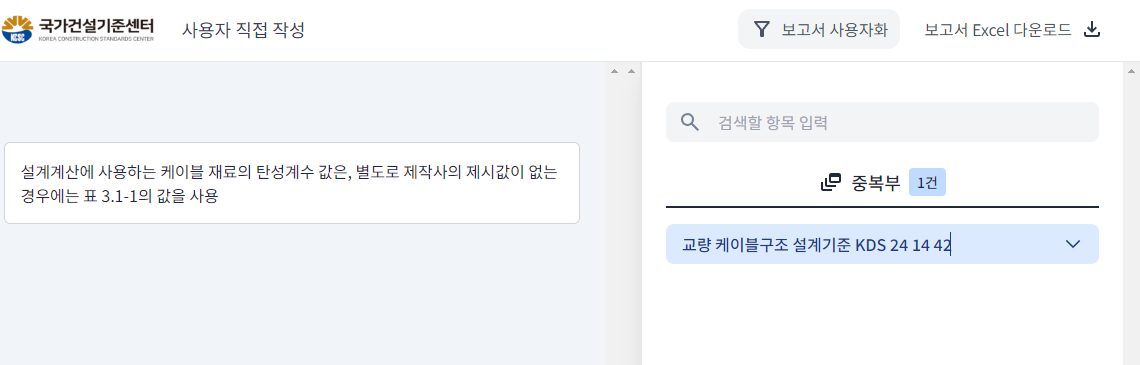 국가건설기준센터
KOREA CONSTRUCTION STANDARDS CENTER
KCSC
사용자 직접 작성
보고서 사용자화
보고서 Excel 다운로드
설계계산에 사용하는 케이블 재료의 탄성계수 값은, 별도로 제작사의 제시값이 없는
경우에는 표 3.1-1의 값을 사용
검색할 항목 입력
중복부 1건
교량 케이블구조 설계기준 KDS 24 14 42